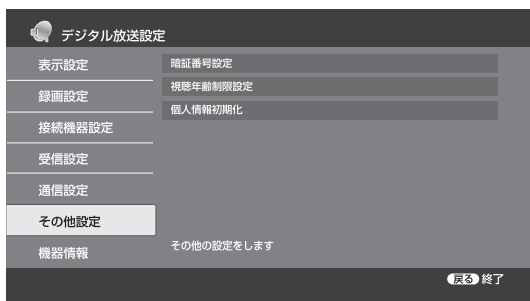 デジタル放送設定
表示設定
録画設定
接続機器設定
受信設定
通信設定
その他設定
機器情報
暗証番号設定
視聴年齢制限設定
個人情報初期化
その他の設定をします
戻る 終了